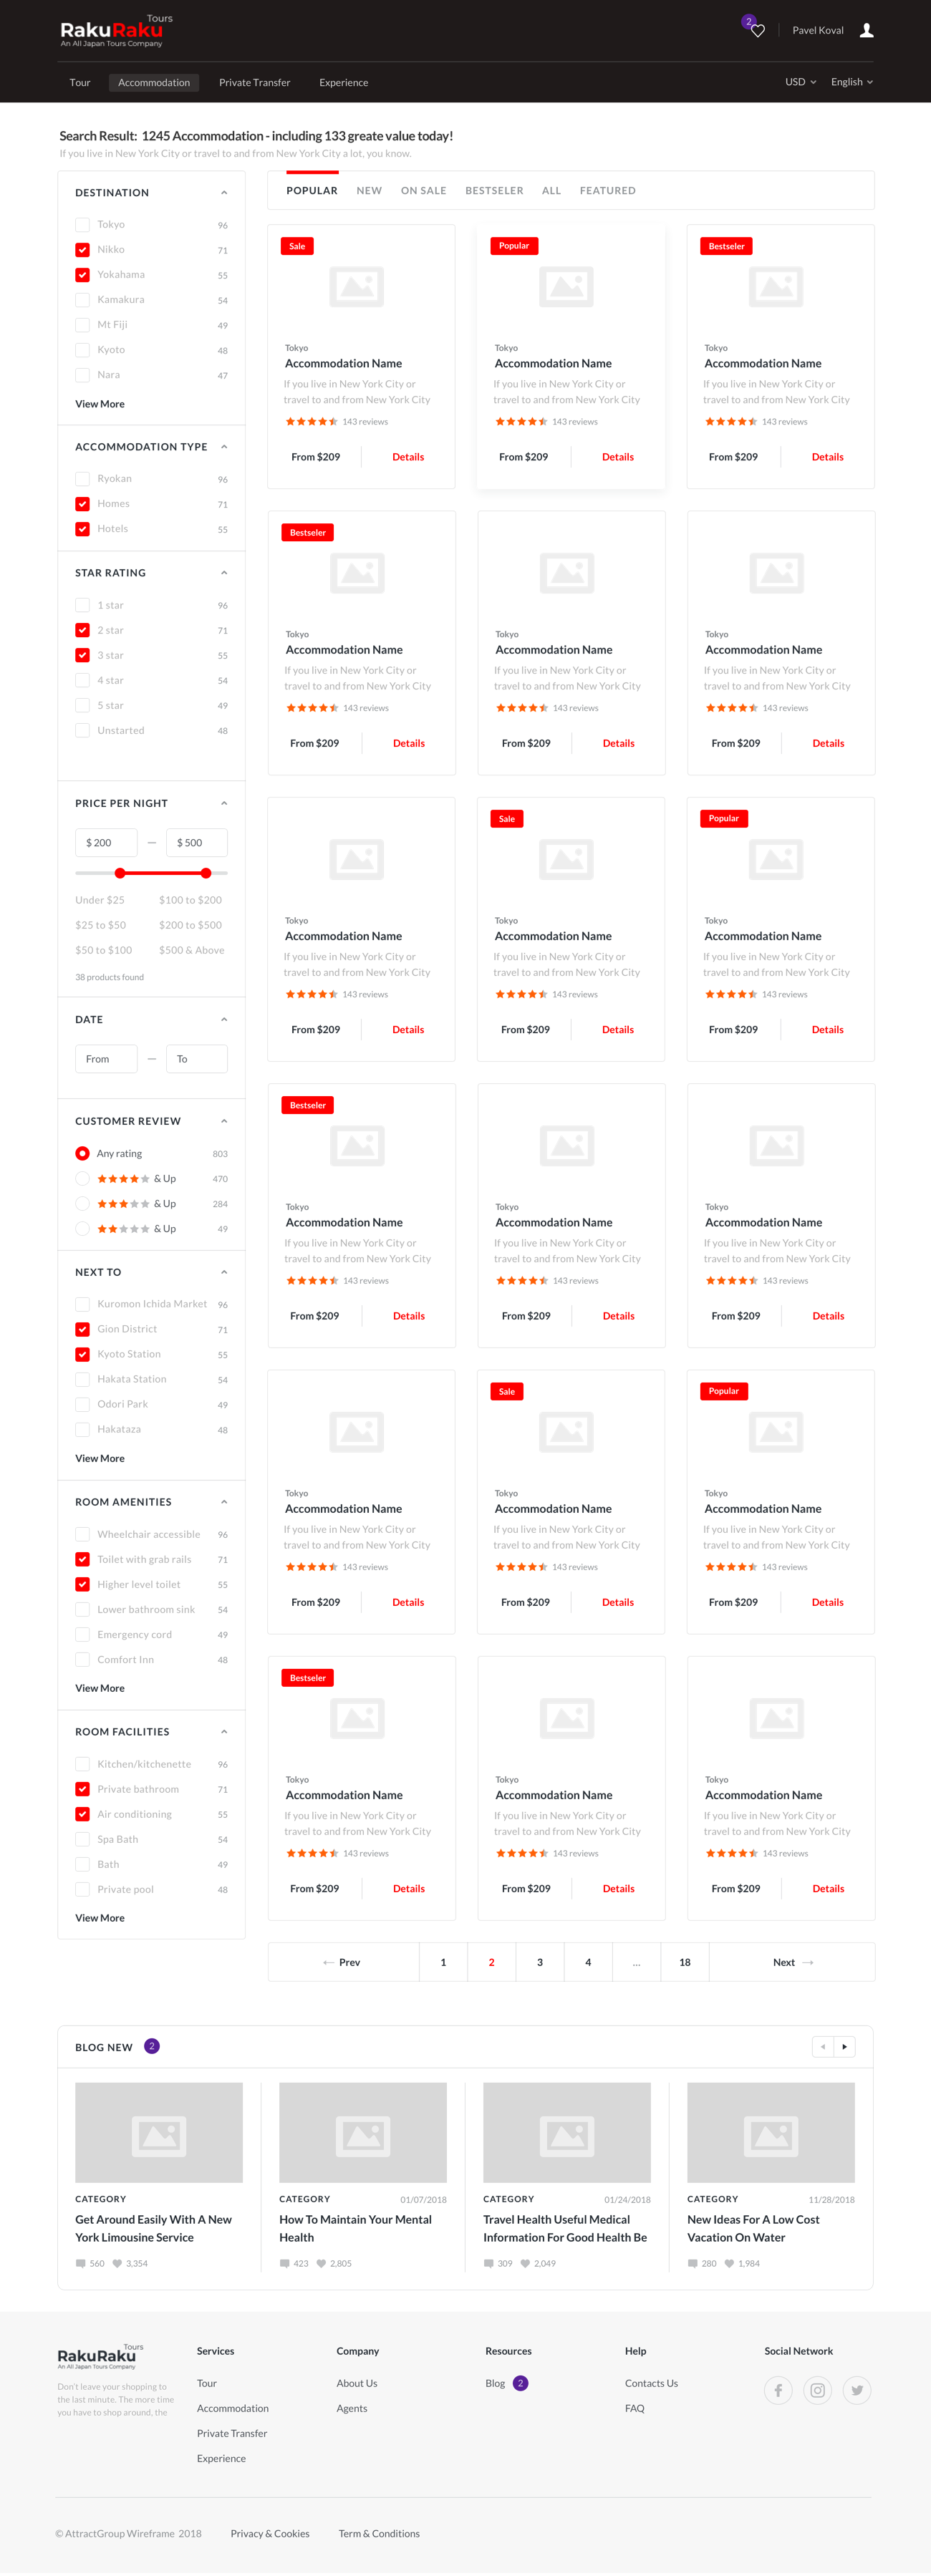 Tours
RakuRaku
An All Japan Tours Company
2
Pavel Koval
Tour Accommodation Private Transfer Experience
USD English
Search Result: 1245 Accommodation - including 133 greate value today!
If you live in New York City or travel to and from New York City a lot, you know.
DESTINATION
Tokyo 96
Nikko 71
Yokahama 55
Kamakura 54
Mt Fiji 49
Kyoto 48
Nara 47
View More
ACCOMMODATION TYPE
Ryokan 96
Homes 71
Hotels 55
STAR RATING
1 star 96
2 star 71
3 star 55
4 star 54
5 star 49
Unstarted 48
PRICE PER NIGHT
$ 200 — $ 500
Under $25 $100 to $200
$25 to $50 $200 to $500
$50 to $100 $500 & Above
38 products found
DATE
From — To
CUSTOMER REVIEW
Any rating 803
& Up 470
& Up 284
& Up 49
NEXT TO
Kuromon Ichida Market 96
Gion District 71
Kyoto Station 55
Hakata Station 54
Odori Park 49
Hakataza 48
View More
ROOM AMENITIES
Wheelchair accessible 96
Toilet with grab rails 71
Higher level toilet 55
Lower bathroom sink 54
Emergency cord 49
Comfort Inn 48
View More
ROOM FACILITIES
Kitchen/kitchenette 96
Private bathroom 71
Air conditioning 55
Spa Bath 54
Bath 49
Private pool 48
View More
POPULAR NEW ON SALE BESTSELER ALL FEATURED
Sale Popular Bestseler
Tokyo Tokyo Tokyo
Accommodation Name Accommodation Name Accommodation Name
If you live in New York City or If you live in New York City or If you live in New York City or
travel to and from New York City travel to and from New York City travel to and from New York City
143 reviews 143 reviews 143 reviews
From $209 Details From $209 Details From $209 Details
Bestseler
Tokyo Tokyo Tokyo
Accommodation Name Accommodation Name Accommodation Name
If you live in New York City or If you live in New York City or If you live in New York City or
travel to and from New York City travel to and from New York City travel to and from New York City
143 reviews 143 reviews 143 reviews
From $209 Details From $209 Details From $209 Details
Sale Popular
Tokyo Tokyo Tokyo
Accommodation Name Accommodation Name Accommodation Name
If you live in New York City or If you live in New York City or If you live in New York City or
travel to and from New York City travel to and from New York City travel to and from New York City
143 reviews 143 reviews 143 reviews
From $209 Details From $209 Details From $209 Details
Bestseler
Tokyo Tokyo Tokyo
Accommodation Name Accommodation Name Accommodation Name
If you live in New York City or If you live in New York City or If you live in New York City or
travel to and from New York City travel to and from New York City travel to and from New York City
143 reviews 143 reviews 143 reviews
From $209 Details From $209 Details From $209 Details
Sale Popular
Tokyo Tokyo Tokyo
Accommodation Name Accommodation Name Accommodation Name
If you live in New York City or If you live in New York City or If you live in New York City or
travel to and from New York City travel to and from New York City travel to and from New York City
143 reviews 143 reviews 143 reviews
From $209 Details From $209 Details From $209 Details
Bestseler
Tokyo Tokyo Tokyo
Accommodation Name Accommodation Name Accommodation Name
If you live in New York City or If you live in New York City or If you live in New York City or
travel to and from New York City travel to and from New York City travel to and from New York City
143 reviews 143 reviews 143 reviews
From $209 Details From $209 Details From $209 Details
← Prev 1 2 3 4 ... 18 Next →
BLOG NEW 2
CATEGORY
Get Around Easily With A New
York Limousine Service
560 3,354
CATEGORY 01/07/2018
How To Maintain Your Mental
Health
423 2,805
CATEGORY 01/24/2018
Travel Health Useful Medical
Information For Good Health Be
309 2,049
CATEGORY 11/28/2018
New Ideas For A Low Cost
Vacation On Water
280 1,984
Tours
RakuRaku
An All Japan Tours Company
Don't leave your shopping to
the last minute. The more time
you have to shop around, the
Services
Tour
Accommodation
Private Transfer
Experience
Company
About Us
Agents
Resources
Blog 2
Help
Contacts Us
FAQ
Social Network
© AttractGroup Wireframe 2018 Privacy & Cookies Term & Conditions